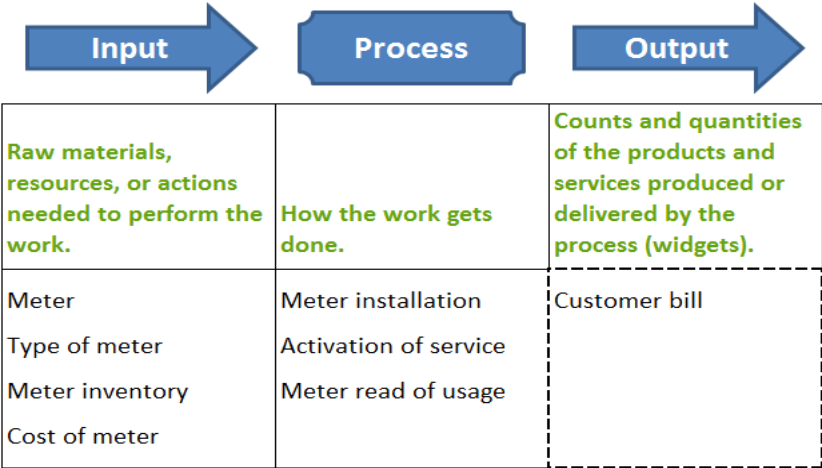 Input
Process
Output
Raw materials,
resources, or actions
needed to perform the
work.
How the work gets
done.
Counts and quantities
of the products and
services produced or
delivered by the
process (widgets).
Meter
Type of meter
Meter inventory
Cost of meter
Meter installation
Activation of service
Meter read of usage
Customer bill